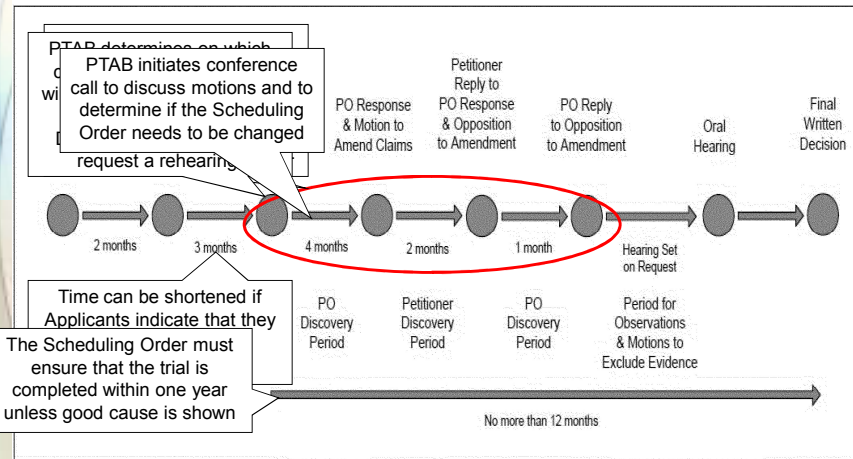 PTAB determines on which
PTAB initiates conference
call to discuss motions and to
determine if the Scheduling
Order needs to be changed
request a rehearing
PO Response
& Motion to
Amend Claims
Petitioner
Reply to
PO Response
& Opposition
to Amendment
PO Reply
to Opposition
to Amendment
Oral
Hearing
Final
Written
Decision
2 months
3 months
4 months
2 months
1 month
Hearing Set
on Request
Time can be shortened if
Applicants indicate that they
The Scheduling Order must
ensure that the trial is
completed within one year
unless good cause is shown
PO
Discovery
Period
Petitioner
Discovery
Period
PO
Discovery
Period
Period for
Observations
& Motions to
Exclude Evidence
No more than 12 months